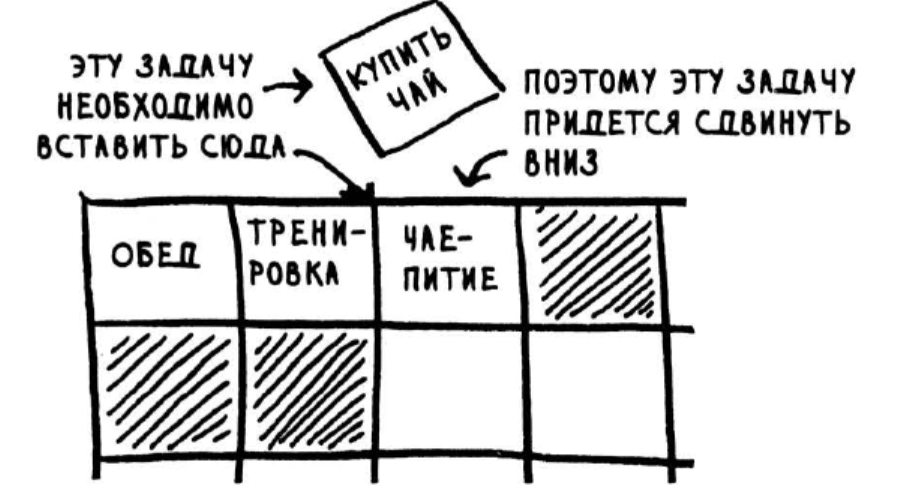 ЭТУ ЗАДАЧУ
НЕОБХОДИМО
ВСТАВИТЬ СЮДА
КУПИТЬ
ЧАЙ
ПОЭТОМУ ЭТУ ЗАДАЧУ
ПРИДЕТСЯ СДВИНУТЬ
ВНИЗ
ОБЕД
ТРЕНИ-
РОВКА
ЧАЕ-
ПИТИЕ